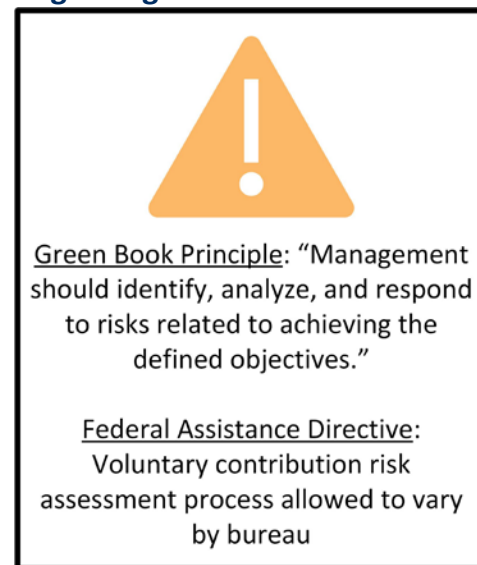 Green Book Principle: “Management
should identify, analyze, and respond
to risks related to achieving the
defined objectives.”
Federal Assistance Directive:
Voluntary contribution risk
assessment process allowed to vary
by bureau